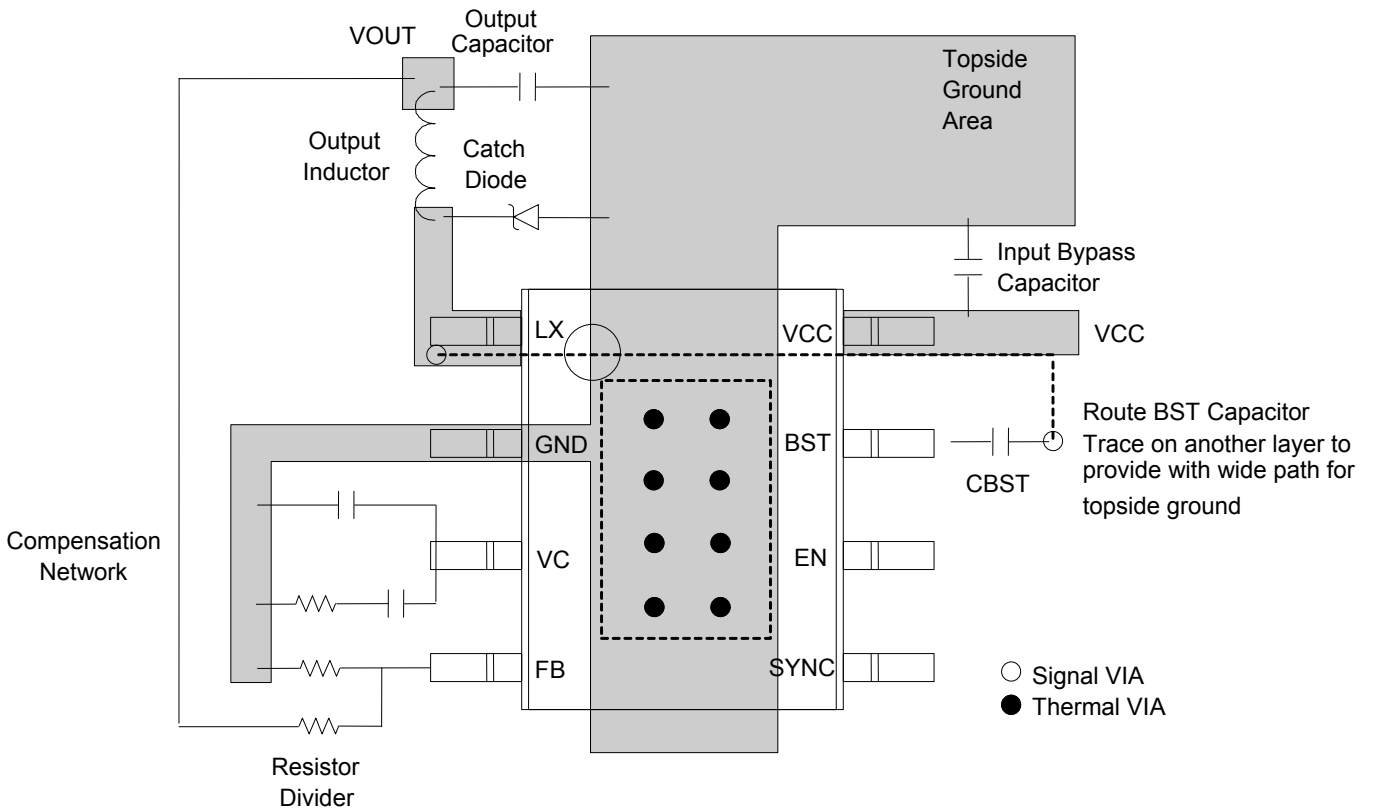 Output
Capacitor
VOUT
Topside
Ground
Area
Output
Inductor
Catch
Diode
Input Bypass
Capacitor
LX
VCC
VCC
GND
BST
CBST
Route BST Capacitor
Trace on another layer to
provide with wide path for
topside ground
Compensation
Network
VC
EN
FB
SYNC
Signal VIA
Thermal VIA
Resistor
Divider